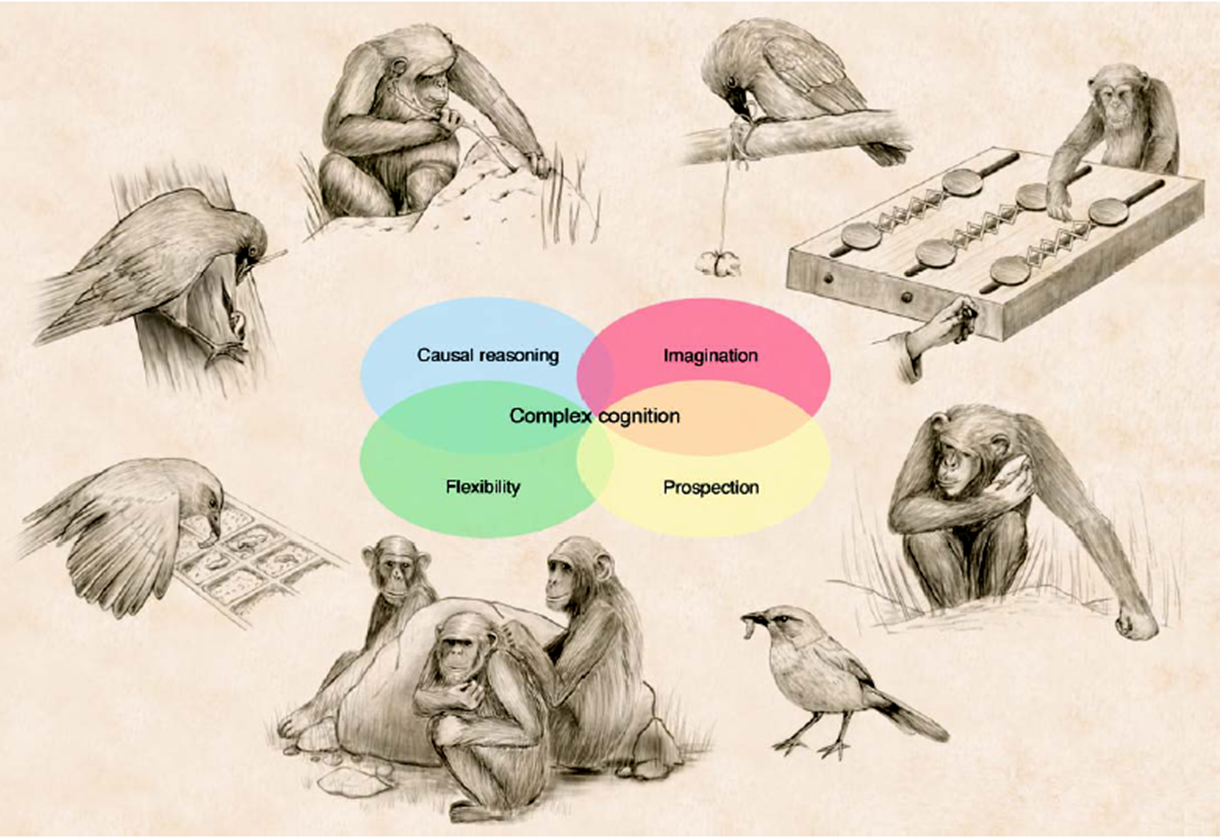 Causal reasoning
Imagination
Complex cognition
Flexibility
Prospection